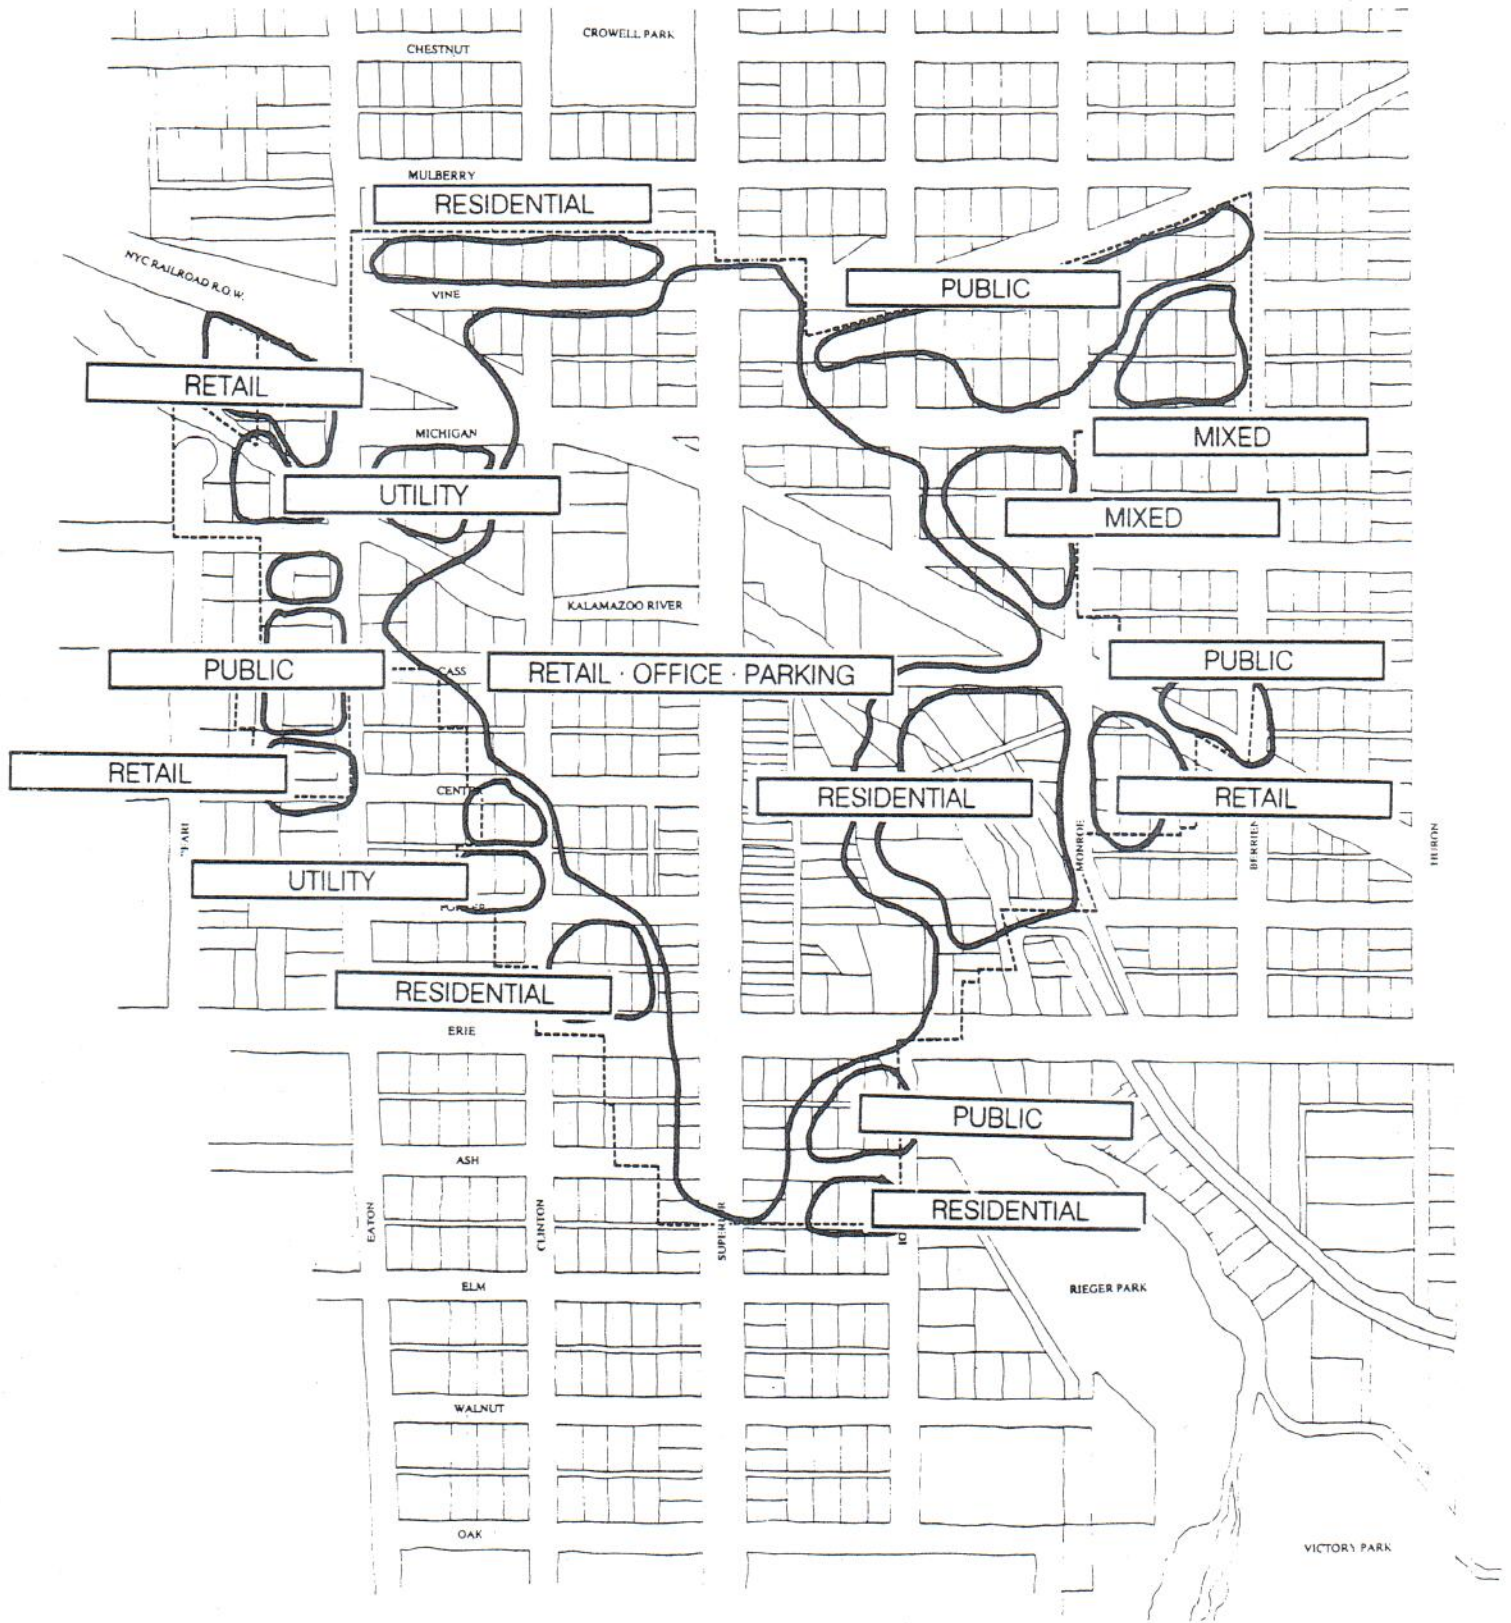 CROWELL PARK
CHESTNUT
MULBERRY
RESIDENTIAL
NYC RAILROAD R.O.W.
VINE
PUBLIC
RETAIL
MICHIGAN
MIXED
UTILITY
MIXED
KALAMAZOO RIVER
PUBLIC
CASS
RETAIL · OFFICE · PARKING
PUBLIC
RETAIL
CENTER
RESIDENTIAL
RETAIL
MONROE
BERRIEN
HURON
UTILITY
RESIDENTIAL
ERIE
PUBLIC
ASH
EATON
CLINTON
RESIDENTIAL
ELM
RIEGER PARK
WALNUT
OAK
VICTORY PARK